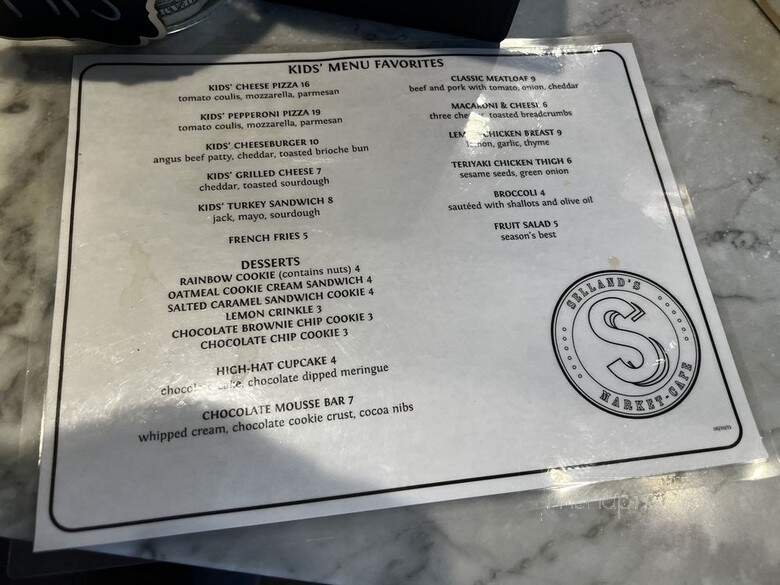 KIDS' MENU FAVORITES
KIDS' CHEESE PIZZA 16
tomato coulis, mozzarella, parmesan
KIDS' PEPPERONI PIZZA 19
tomato coulis, mozzarella, parmesan
KIDS' CHEESEBURGER 10
angus beef patty, cheddar, toasted brioche bun
KIDS' GRILLED CHEESE 7
cheddar, toasted sourdough
KIDS' TURKEY SANDWICH 8
jack, mayo, sourdough
FRENCH FRIES 5
DESSERTS
RAINBOW COOKIE (contains nuts) 4
OATMEAL COOKIE CREAM SANDWICH 4
SALTED CARAMEL SANDWICH COOKIE 4
LEMON CRINKLE 3
CHOCOLATE BROWNIE CHIP COOKIE 3
CHOCOLATE CHIP COOKIE 3
HIGH-HAT CUPCAKE 4
chocolate cake, chocolate dipped meringue
CHOCOLATE MOUSSE BAR 7
whipped cream, chocolate cookie crust, cocoa nibs
CLASSIC MEATLOAF 9
beef and pork with tomato, onion, cheddar
MACARONI & CHEESE 6
three cheese, toasted breadcrumbs
LEMON CHICKEN BREAST 9
lemon, garlic, thyme
TERIYAKI CHICKEN THIGH 6
sesame seeds, green onion
BROCCOLI 4
sautéed with shallots and olive oil
FRUIT SALAD 5
season's best
SELLAND'S
S
MARKET-CAFE